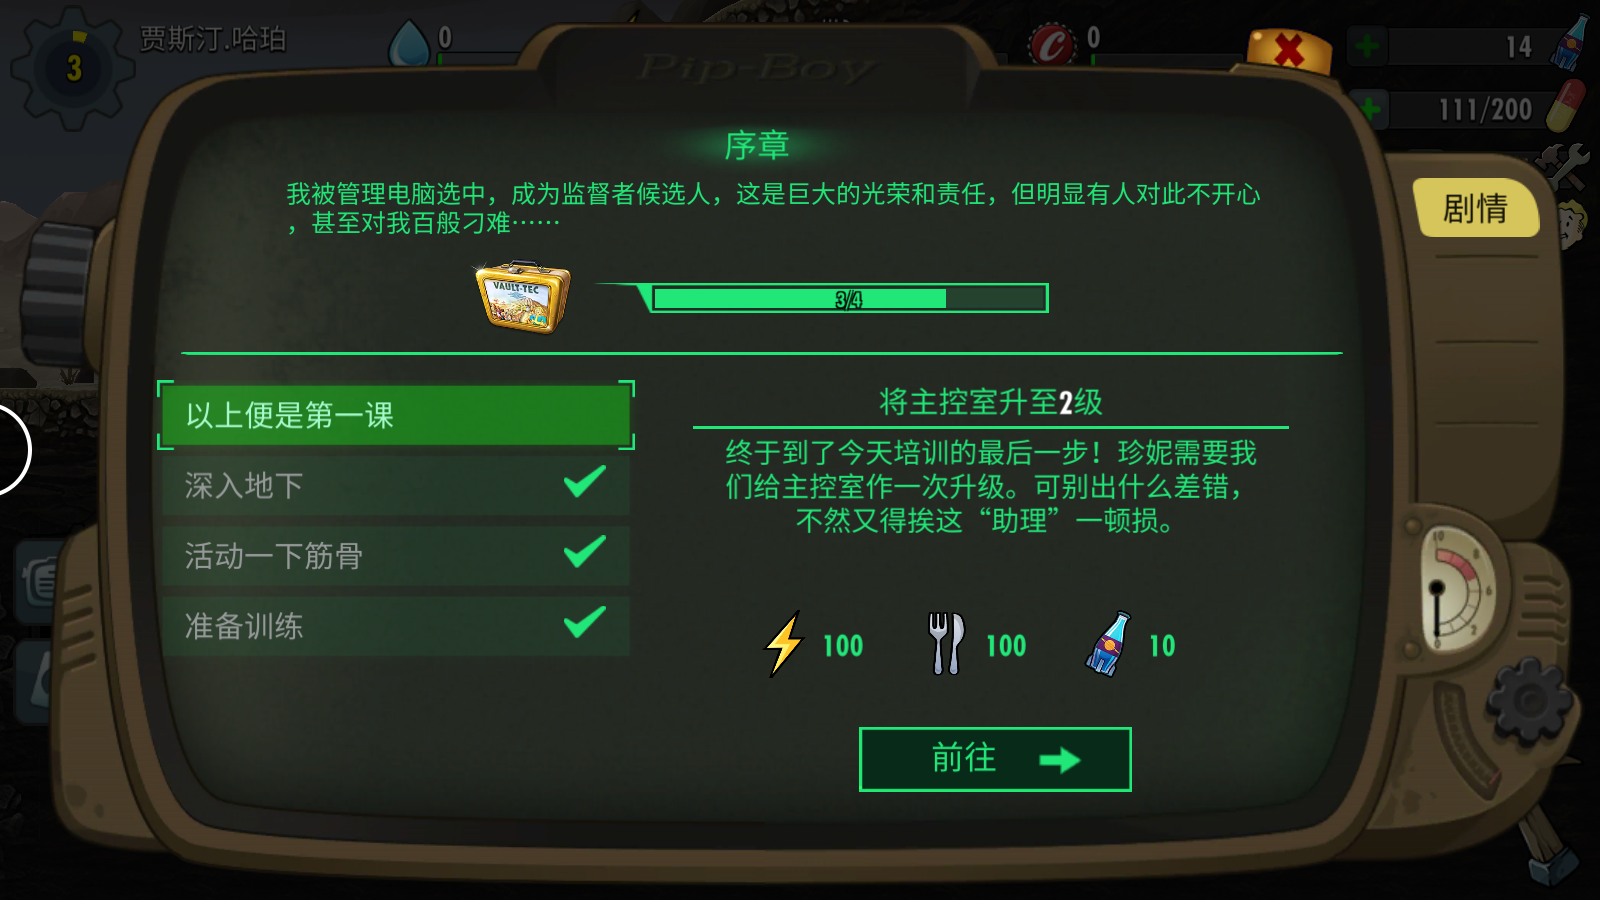 3
贾斯汀.哈珀
0
0
14
111/200
Pip-Boy
序章
我被管理电脑选中，成为监督者候选人，这是巨大的光荣和责任，但明显有人对此不开心
，甚至对我百般刁难……
剧情
VAULT-TEC
3/4
以上便是第一课
深入地下
活动一下筋骨
准备训练
将主控室升至2级
终于到了今天培训的最后一步！珍妮需要我
们给主控室作一次升级。可别出什么差错，
不然又得挨这“助理”一顿损。
100
100
10
前往
10
8
6
2
0